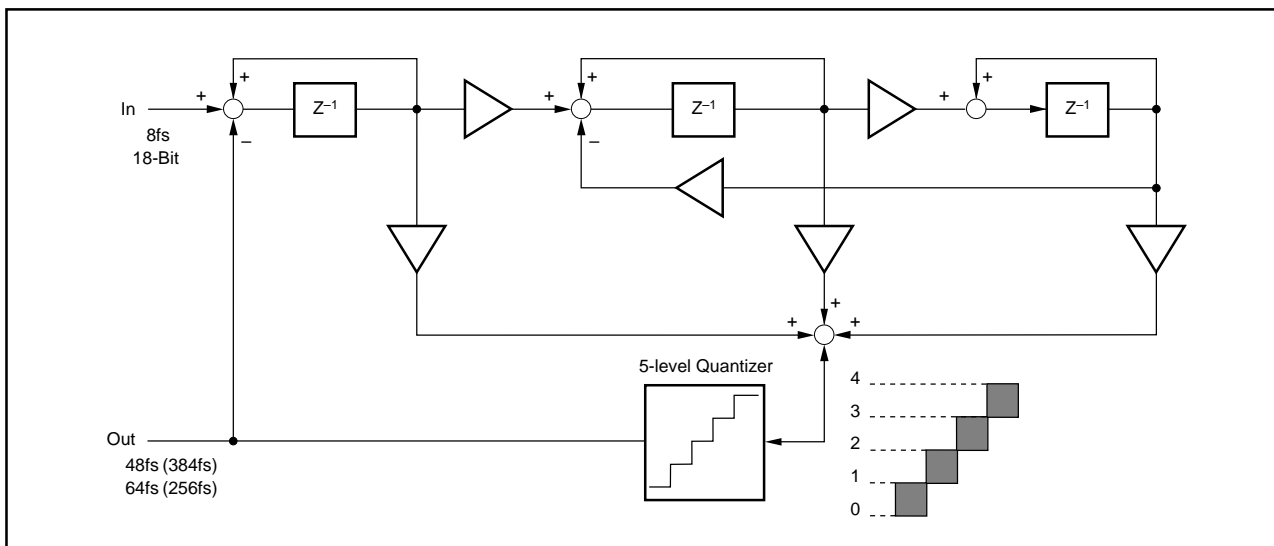 +
+
+
In
+
Z⁻¹
+
Z⁻¹
+
Z⁻¹
8fs
18-Bit
–
–
+
+
+
5-level Quantizer
4
3
2
1
0
Out
48fs (384fs)
64fs (256fs)